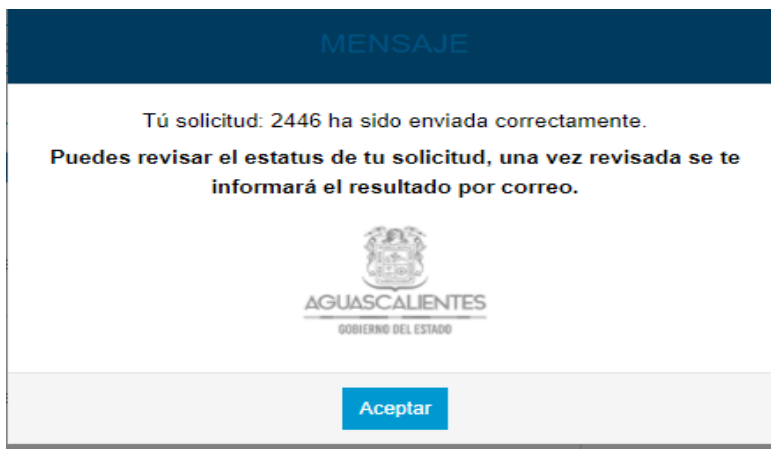 MENSAJE
Tú solicitud: 2446 ha sido enviada correctamente.
Puedes revisar el estatus de tu solicitud, una vez revisada se te
informará el resultado por correo.
AGUASCALIENTES
GOBIERNO DEL ESTADO
Aceptar